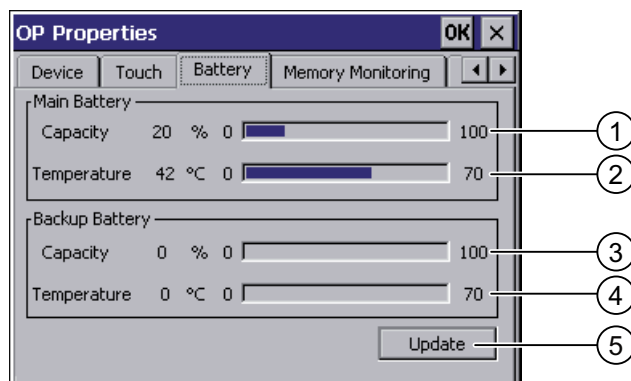 OP Properties OK ×
Device Touch Battery Memory Monitoring
Main Battery
Capacity 20 % 0 100 1
Temperature 42 °C 0 70 2
Backup Battery
Capacity 0 % 0 100 3
Temperature 0 °C 0 70 4
Update 5